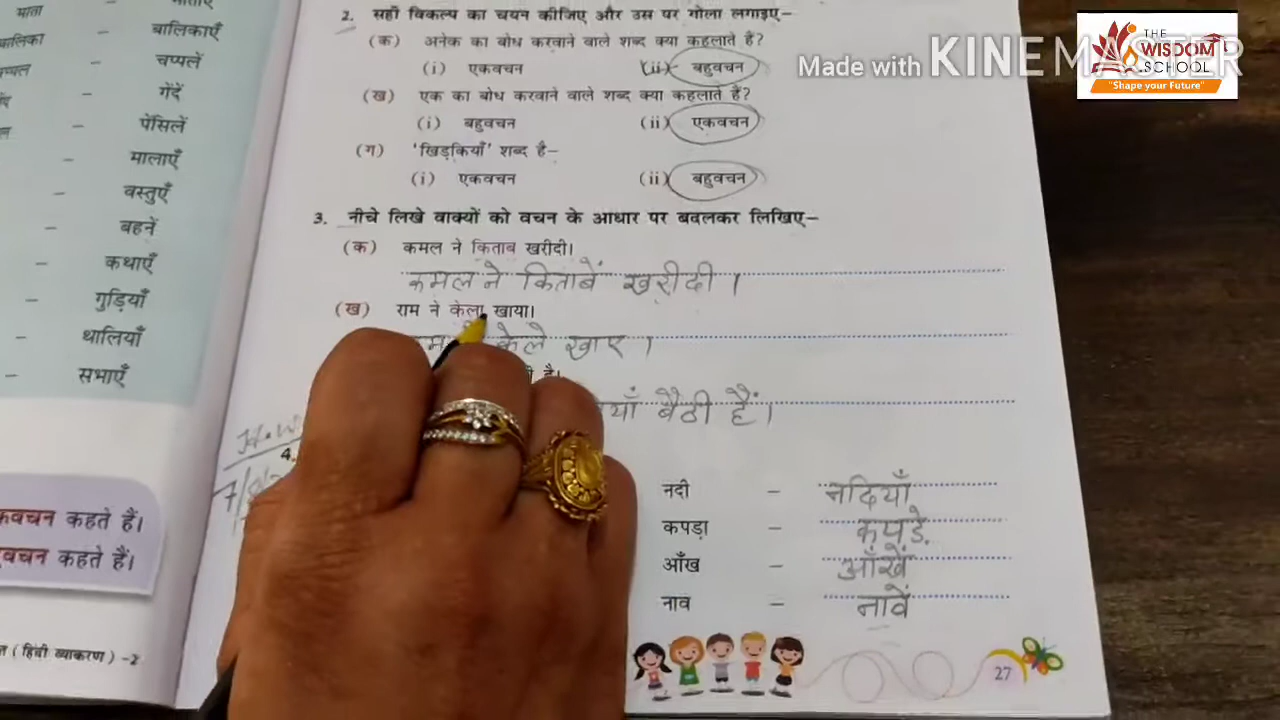 माता
माताएँ
बालिका
– बालिकाएँ
चप्पल
– चप्पलें
– गेंदें
– पेंसिलें
– मालाएँ
– वस्तुएँ
– बहनें
– कथाएँ
– गुड़ियाँ
– थालियाँ
– सभाएँ
कहते हैं।
कहते हैं।
(हिंदी व्याकरण) -2
2. सही विकल्प का चयन कीजिए और उस पर गोला लगाइए–
(क) अनेक का बोध करवाने वाले शब्द क्या कहलाते हैं?
(i) एकवचन (ii) बहुवचन
(ख) एक का बोध करवाने वाले शब्द क्या कहलाते हैं?
(i) बहुवचन (ii) एकवचन
(ग) 'खिड़कियाँ' शब्द है–
(i) एकवचन (ii) बहुवचन
3. नीचे लिखे वाक्यों को वचन के आधार पर बदलकर लिखिए–
(क) कमल ने किताब खरीदी।
कमल ने किताबें खरीदी।
(ख) राम ने केला खाया।
केले खाए।
है।
याँ बैठी हैं।
4.
नदी – नदियाँ
कपड़ा – कपड़े
आँख – आँखें
नाव – नावें
27
Made with KINEMASTER
THE
WISDOM
SCHOOL
"Shape your Future"